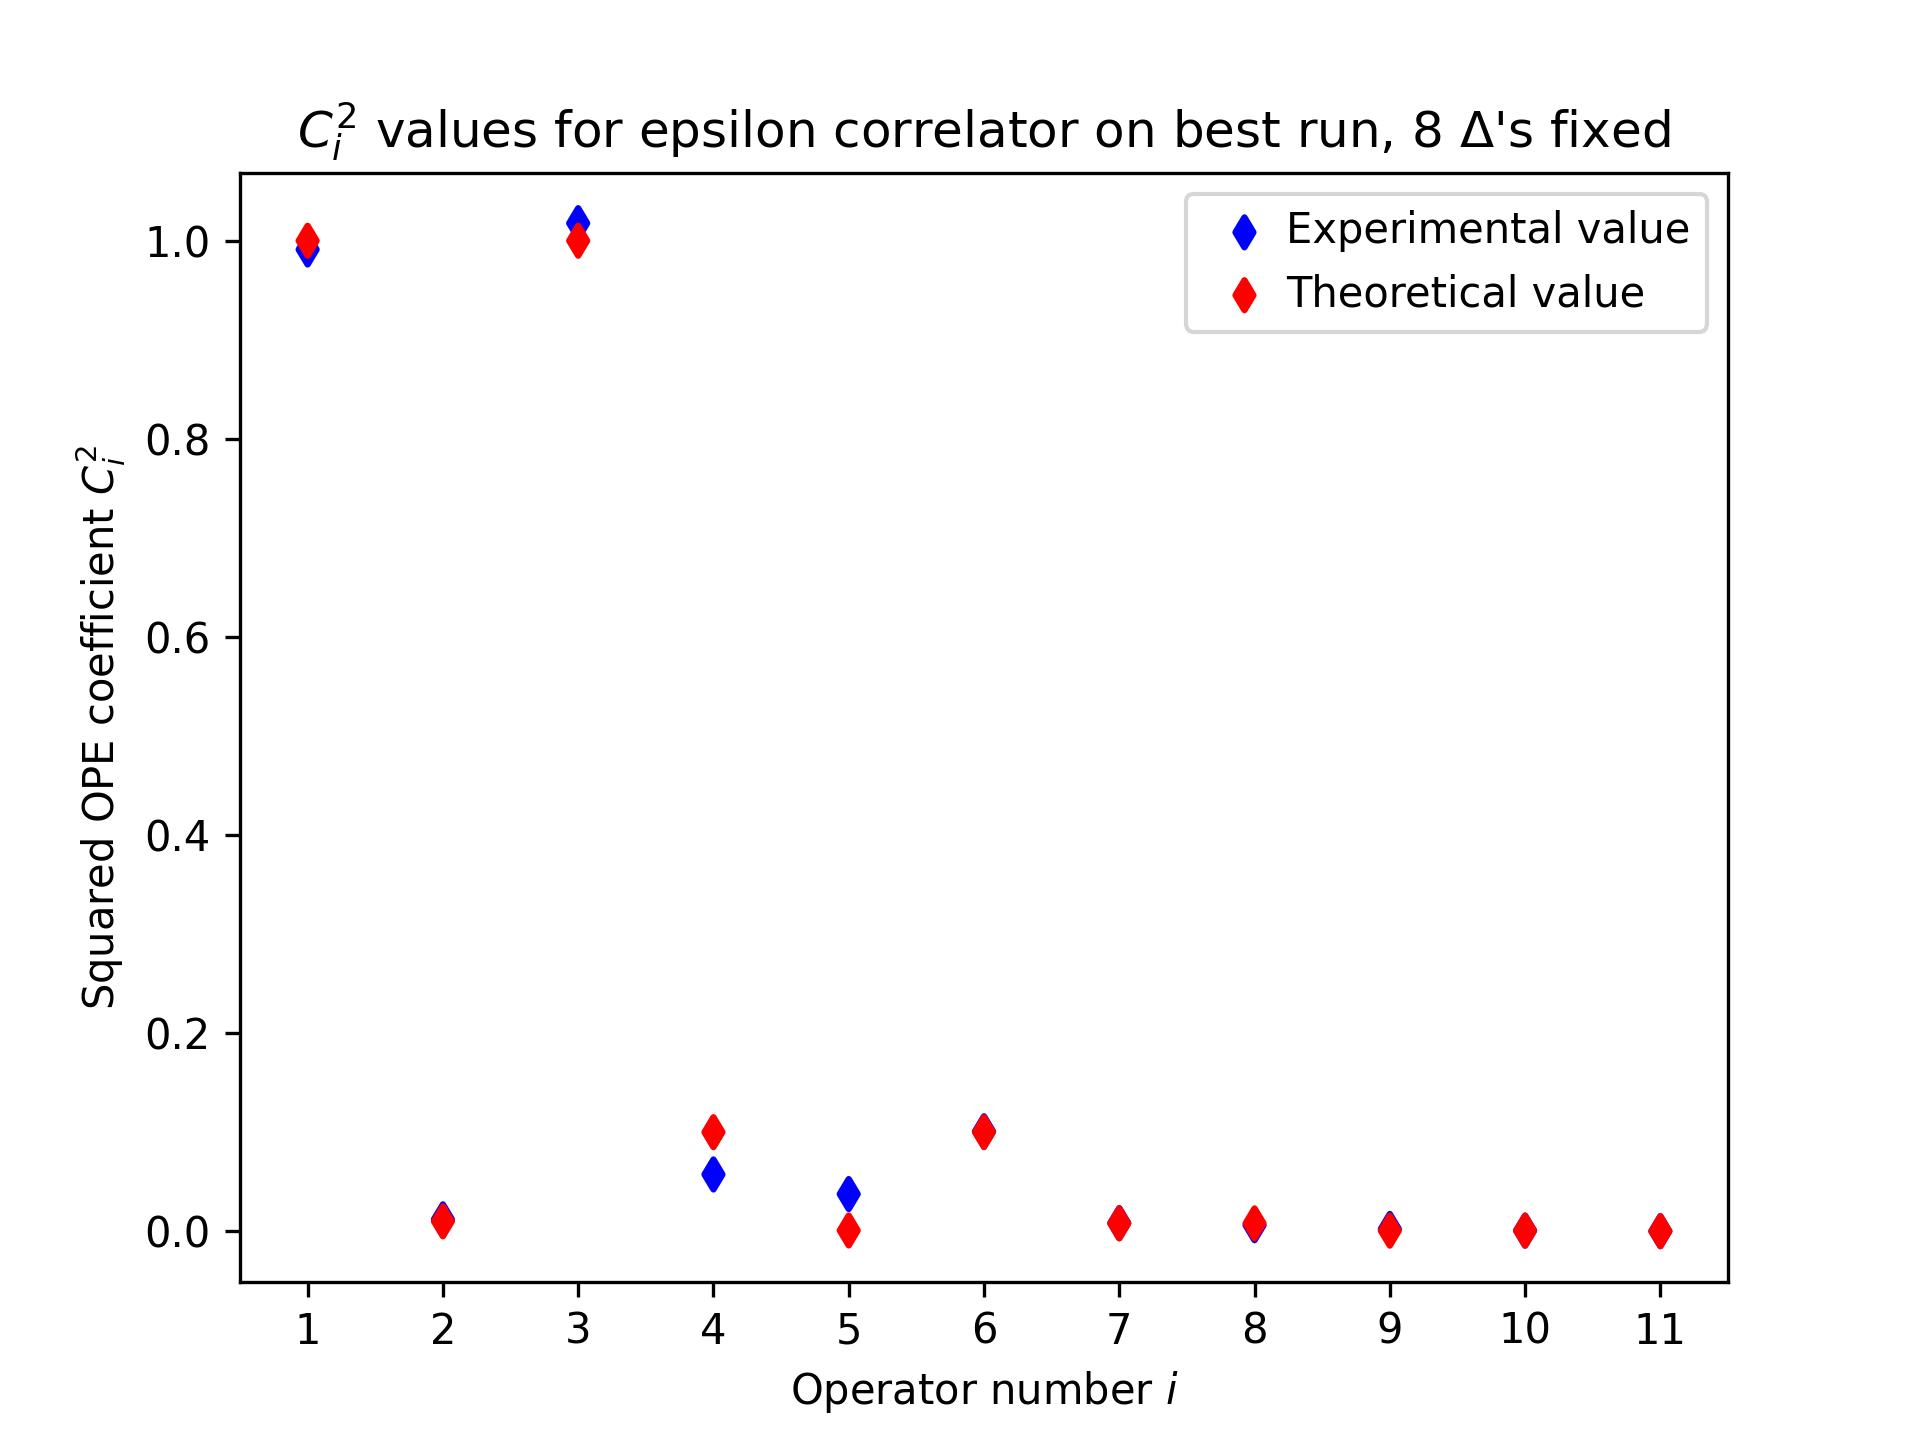 $C_i^2$ values for epsilon correlator on best run, 8 Δ's fixed
Experimental value
Theoretical value
Squared OPE coefficient $C_i^2$
1.0
0.8
0.6
0.4
0.2
0.0
1 2 3 4 5 6 7 8 9 10 11
Operator number i